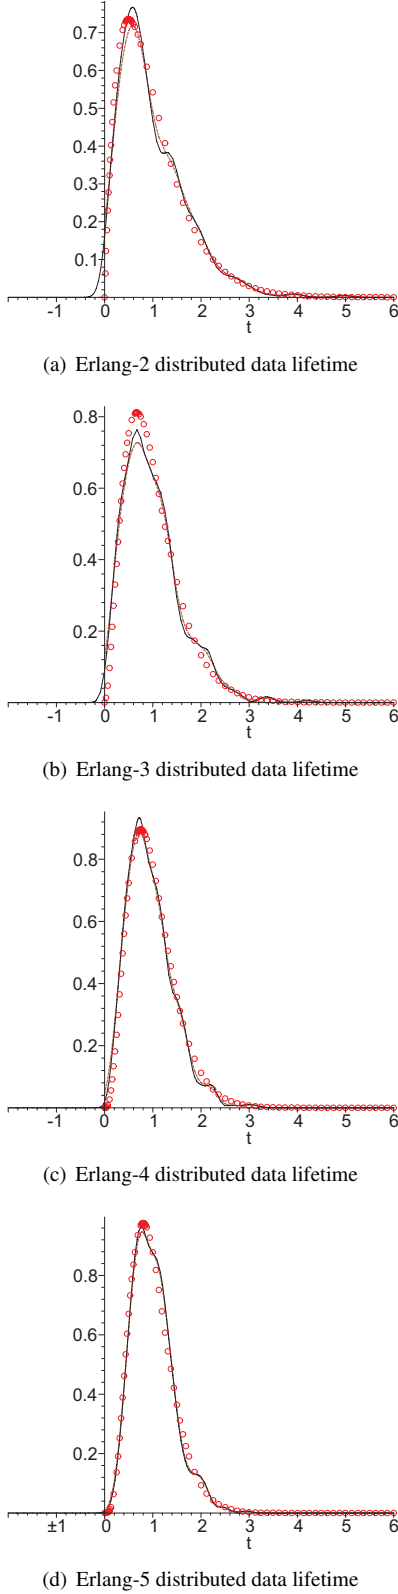 0.7
0.6
0.5
0.4
0.3
0.2
0.1
-1 0 1 2 3 4 5 6
t
(a) Erlang-2 distributed data lifetime
0.8
0.6
0.4
0.2
-1 0 1 2 3 4 5 6
t
(b) Erlang-3 distributed data lifetime
0.8
0.6
0.4
0.2
-1 0 1 2 3 4 5 6
t
(c) Erlang-4 distributed data lifetime
0.8
0.6
0.4
0.2
±1 0 1 2 3 4 5 6
t
(d) Erlang-5 distributed data lifetime